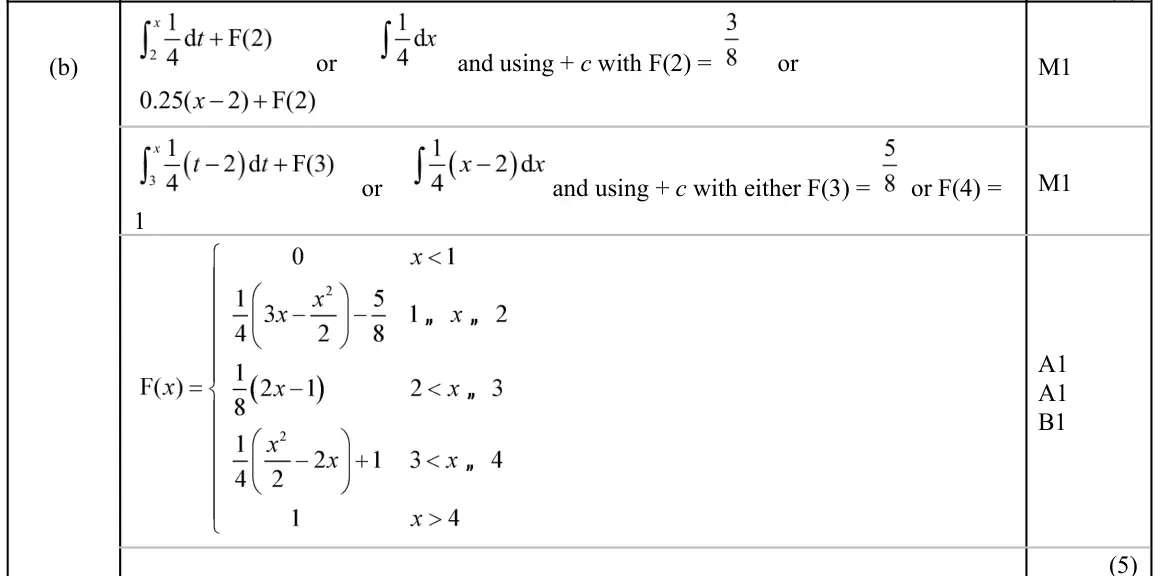 (b) ∫₂ˣ 1/4 dt + F(2) or ∫ 1/4 dx and using + c with F(2) = 3/8 or M1
0.25(x − 2) + F(2)
∫₃ˣ 1/4 (t − 2) dt + F(3) or ∫ 1/4 (x − 2) dx and using + c with either F(3) = 5/8 or F(4) = M1
1
F(x) = {
0 x < 1
1/4 (3x − x²/2) − 5/8 1 „ x „ 2
1/8 (2x − 1) 2 < x „ 3
1/4 (x²/2 − 2x) + 1 3 < x „ 4
1 x > 4
A1
A1
B1
(5)